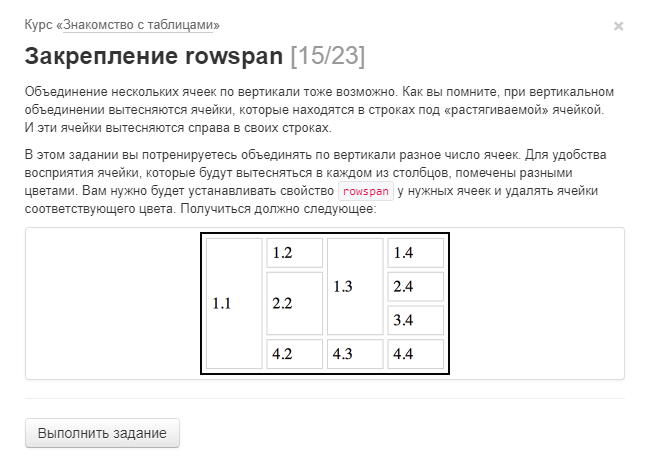 Курс «Знакомство с таблицами»
×
Закрепление rowspan [15/23]
Объединение нескольких ячеек по вертикали тоже возможно. Как вы помните, при вертикальном
объединении вытесняются ячейки, которые находятся в строках под «растягиваемой» ячейкой.
И эти ячейки вытесняются справа в своих строках.
В этом задании вы потренируетесь объединять по вертикали разное число ячеек. Для удобства
восприятия ячейки, которые будут вытесняться в каждом из столбцов, помечены разными
цветами. Вам нужно будет устанавливать свойство rowspan у нужных ячеек и удалять ячейки
соответствующего цвета. Получиться должно следующее:
1.1 1.2 1.3 1.4
2.2 2.4
3.4
4.2 4.3 4.4
Выполнить задание